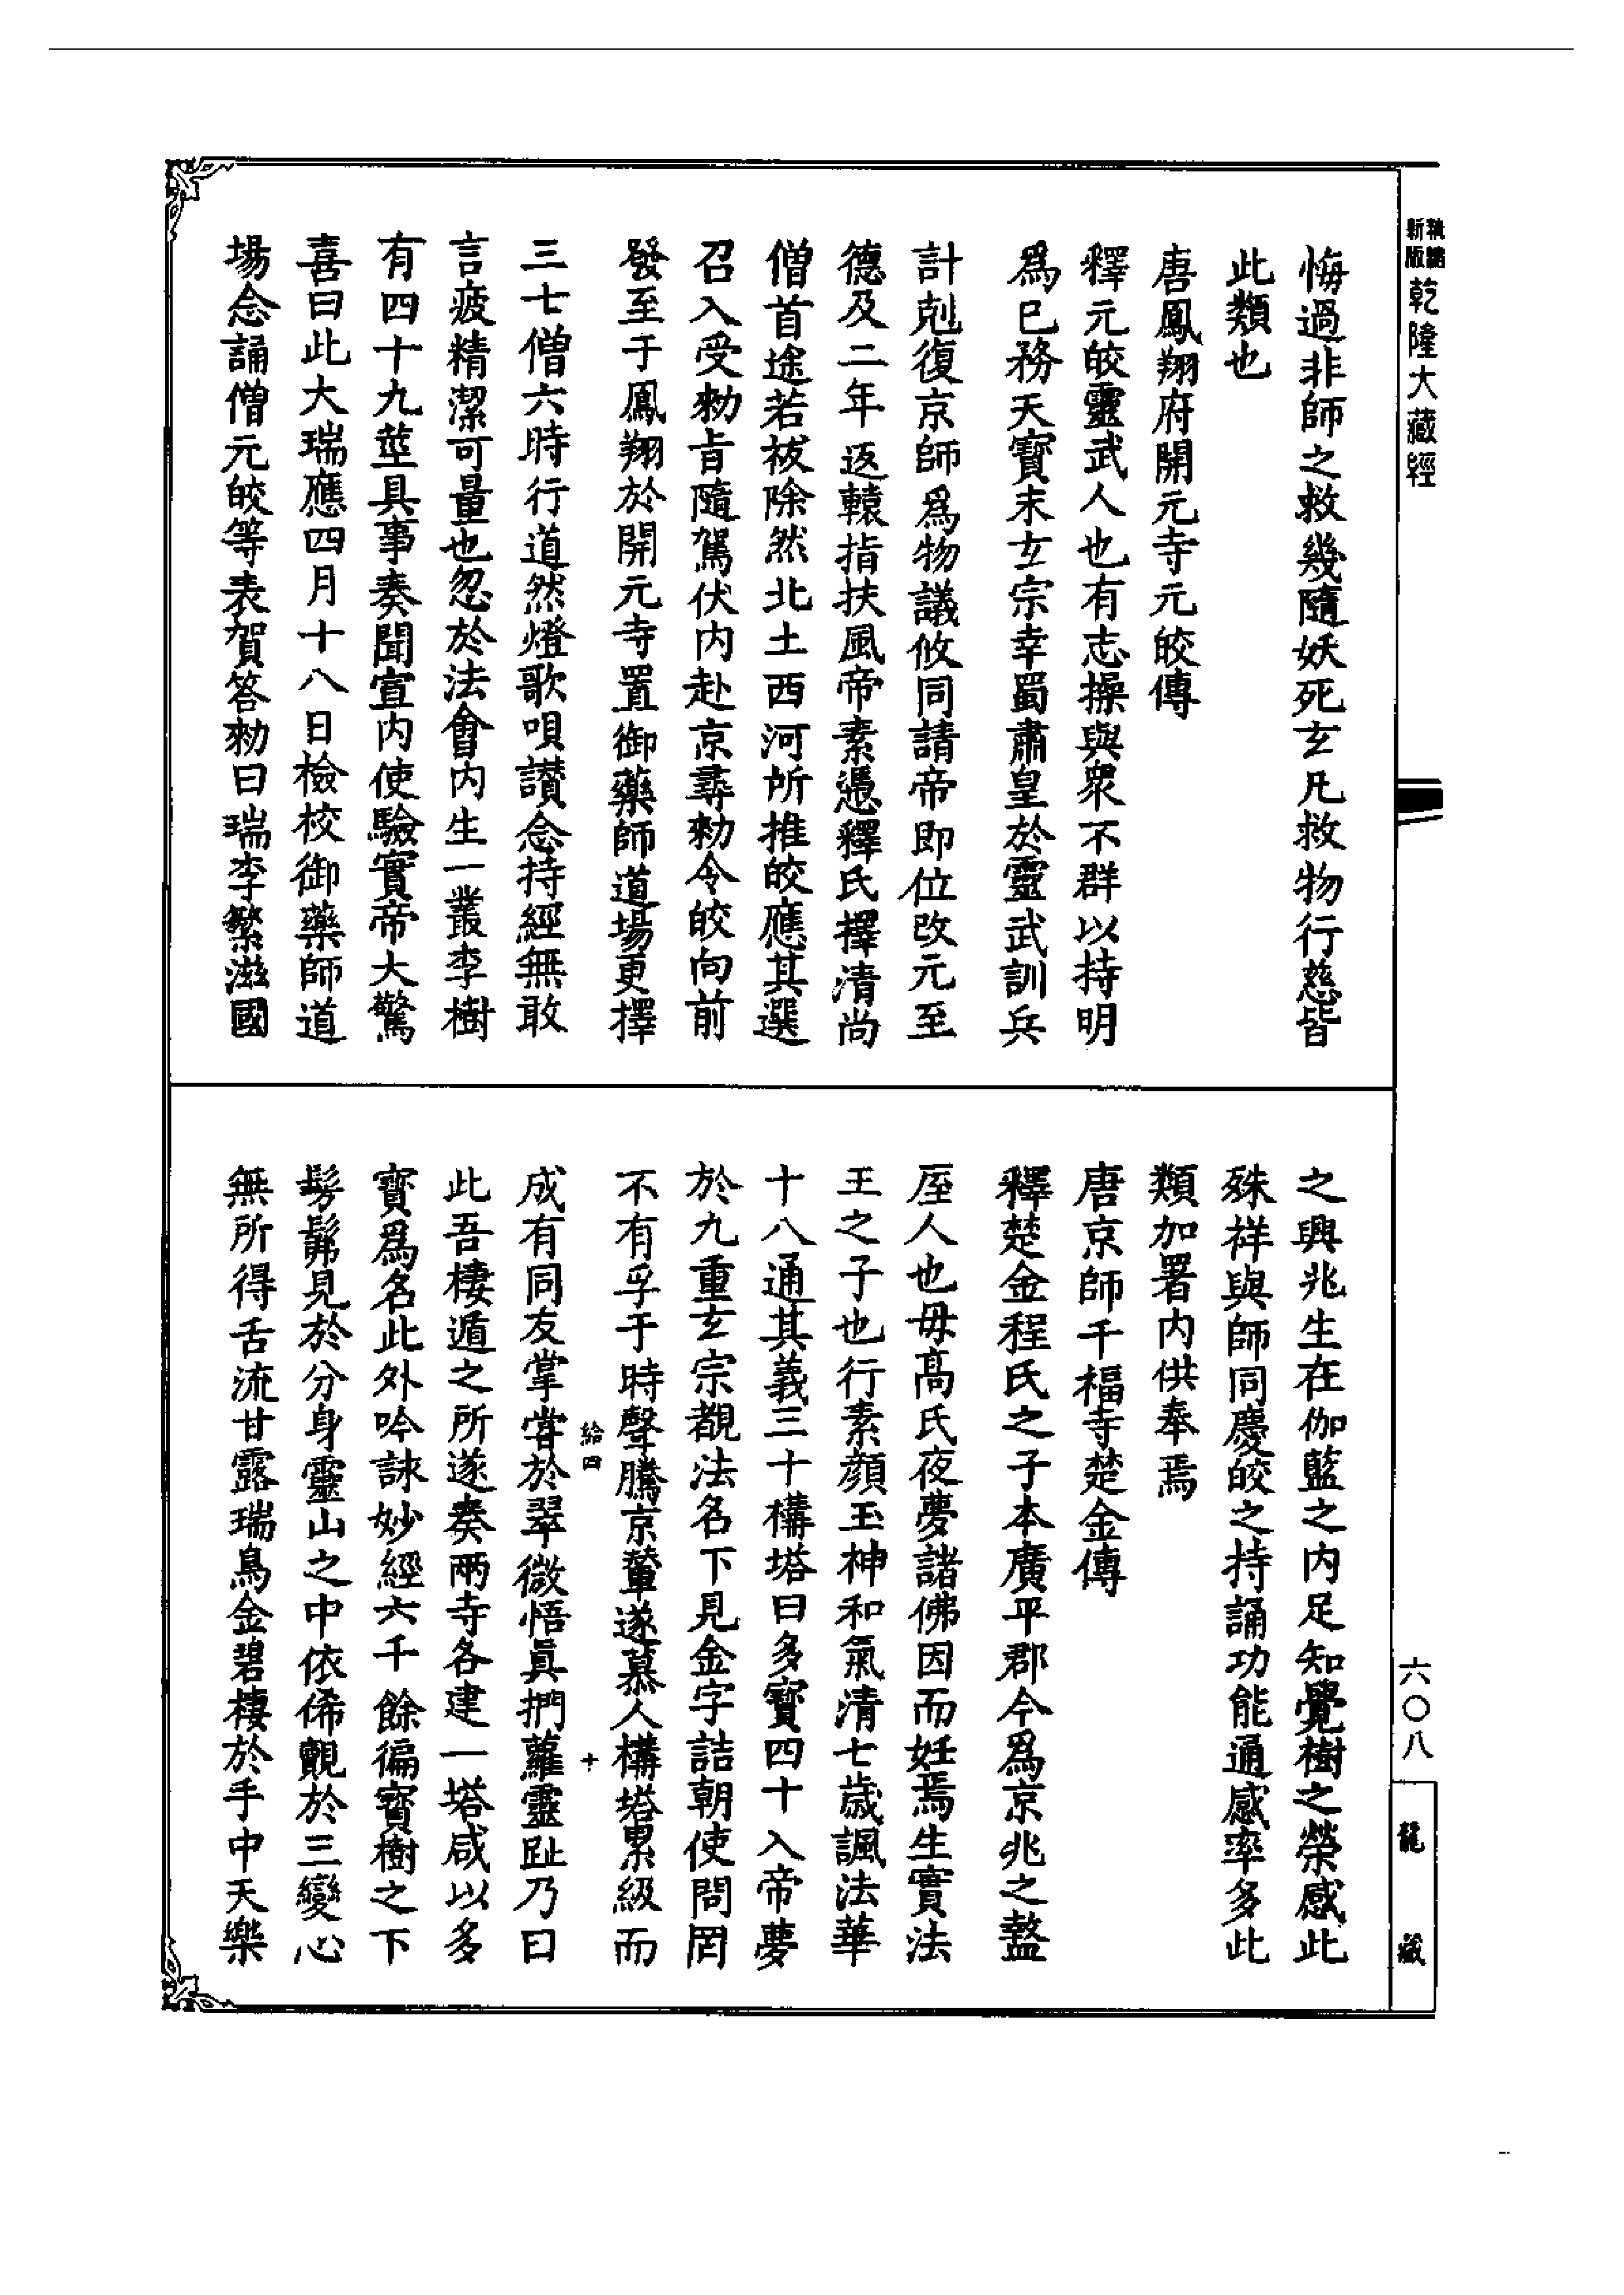 新版
乾隆大藏經
悔過非師之救幾隨妖死玄凡救物行慈皆
此類也
唐鳳翔府開元寺元皎傳
釋元皎靈武人也有志操與衆不群以持明
爲已務天寶末玄宗幸蜀肅皇於靈武訓兵
計剋復京師爲物議攸同請帝即位改元至
德及二年返轅指扶風帝素憑釋氏擇清尚
僧首途若祓除然北土西河所推皎應其選
召入受勅旨隨駕伏內赴京尋勅令皎向前
發至于鳳翔於開元寺置御藥師道場更擇
三七僧六時行道然燈歌唄讃念持經無敢
言疲精潔可量也忽於法會內生一叢李樹
有四十九莖具事奏聞宣內使驗實帝大驚
喜曰此大瑞應四月十八日檢校御藥師道
場念誦僧元皎等表賀答勅曰瑞李繁滋國
之興兆生在伽藍之內足知覺樹之榮感此
殊祥與師同慶皎之持誦功能通感率多此
類加署內供奉焉
唐京師千福寺楚金傳
釋楚金程氏之子本廣平郡今爲京兆之盩
厔人也毋髙氏夜夢諸佛因而妊焉生實法
王之子也行素顏玉神和氣清七歲諷法華
十八通其義三十構塔曰多寳四十入帝夢
於九重玄宗覩法名下見金字詰朝使問罔
不有孚于時聲騰京輦遂慕人構塔累級而
給四
十
成有同友掌甞於翠微悟眞捫蘿靈趾乃曰
此吾棲遁之所遂奏兩寺各建一塔咸以多
寳爲名此外吟詠妙經六千餘徧寳樹之下
髣髴見於分身靈山之中依俙觀於三變心
無所得舌流甘露瑞鳥金碧棲於手中天樂
六〇八
龍藏